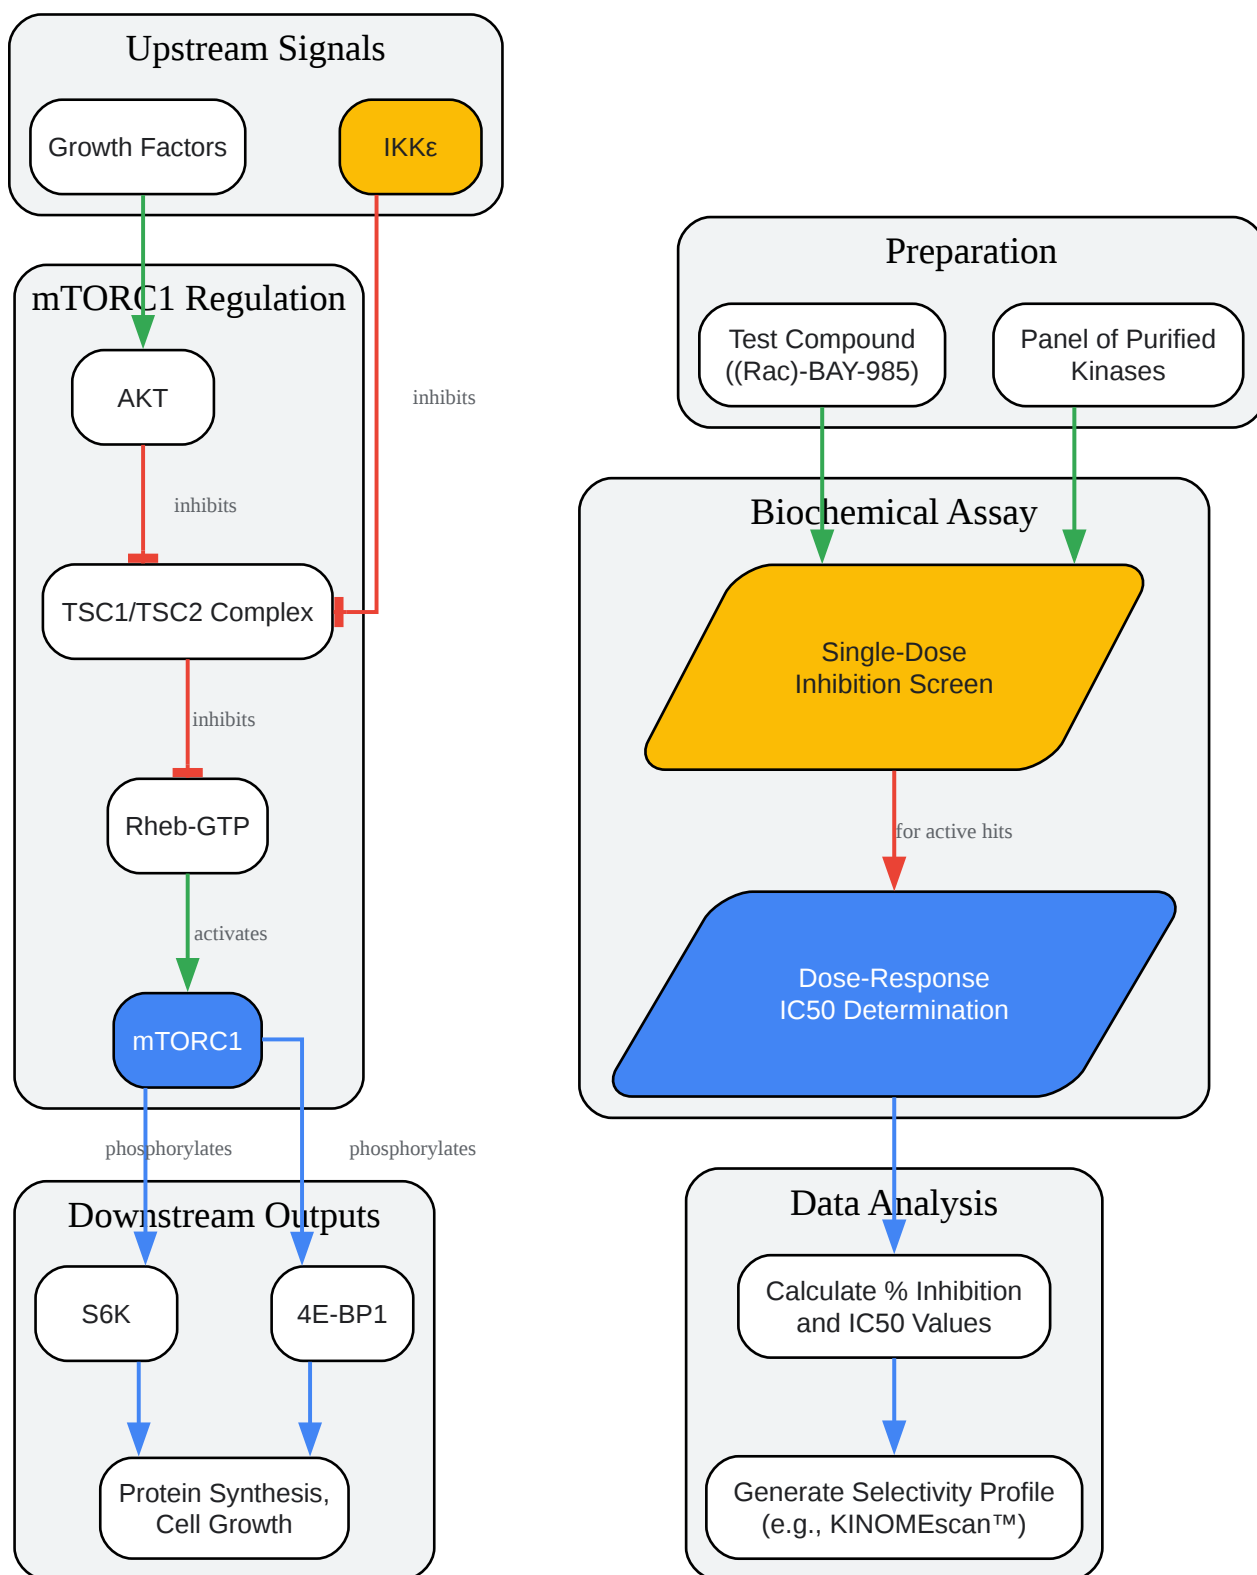 Upstream Signals
Growth Factors
IKKε
mTORC1 Regulation
AKT
inhibits
inhibits
TSC1/TSC2 Complex
inhibits
Rheb-GTP
activates
mTORC1
phosphorylates
phosphorylates
Downstream Outputs
S6K
4E-BP1
Protein Synthesis,
Cell Growth
Preparation
Test Compound
((Rac)-BAY-985)
Panel of Purified
Kinases
Biochemical Assay
Single-Dose
Inhibition Screen
for active hits
Dose-Response
IC50 Determination
Data Analysis
Calculate % Inhibition
and IC50 Values
Generate Selectivity Profile
(e.g., KINOMEscan™)